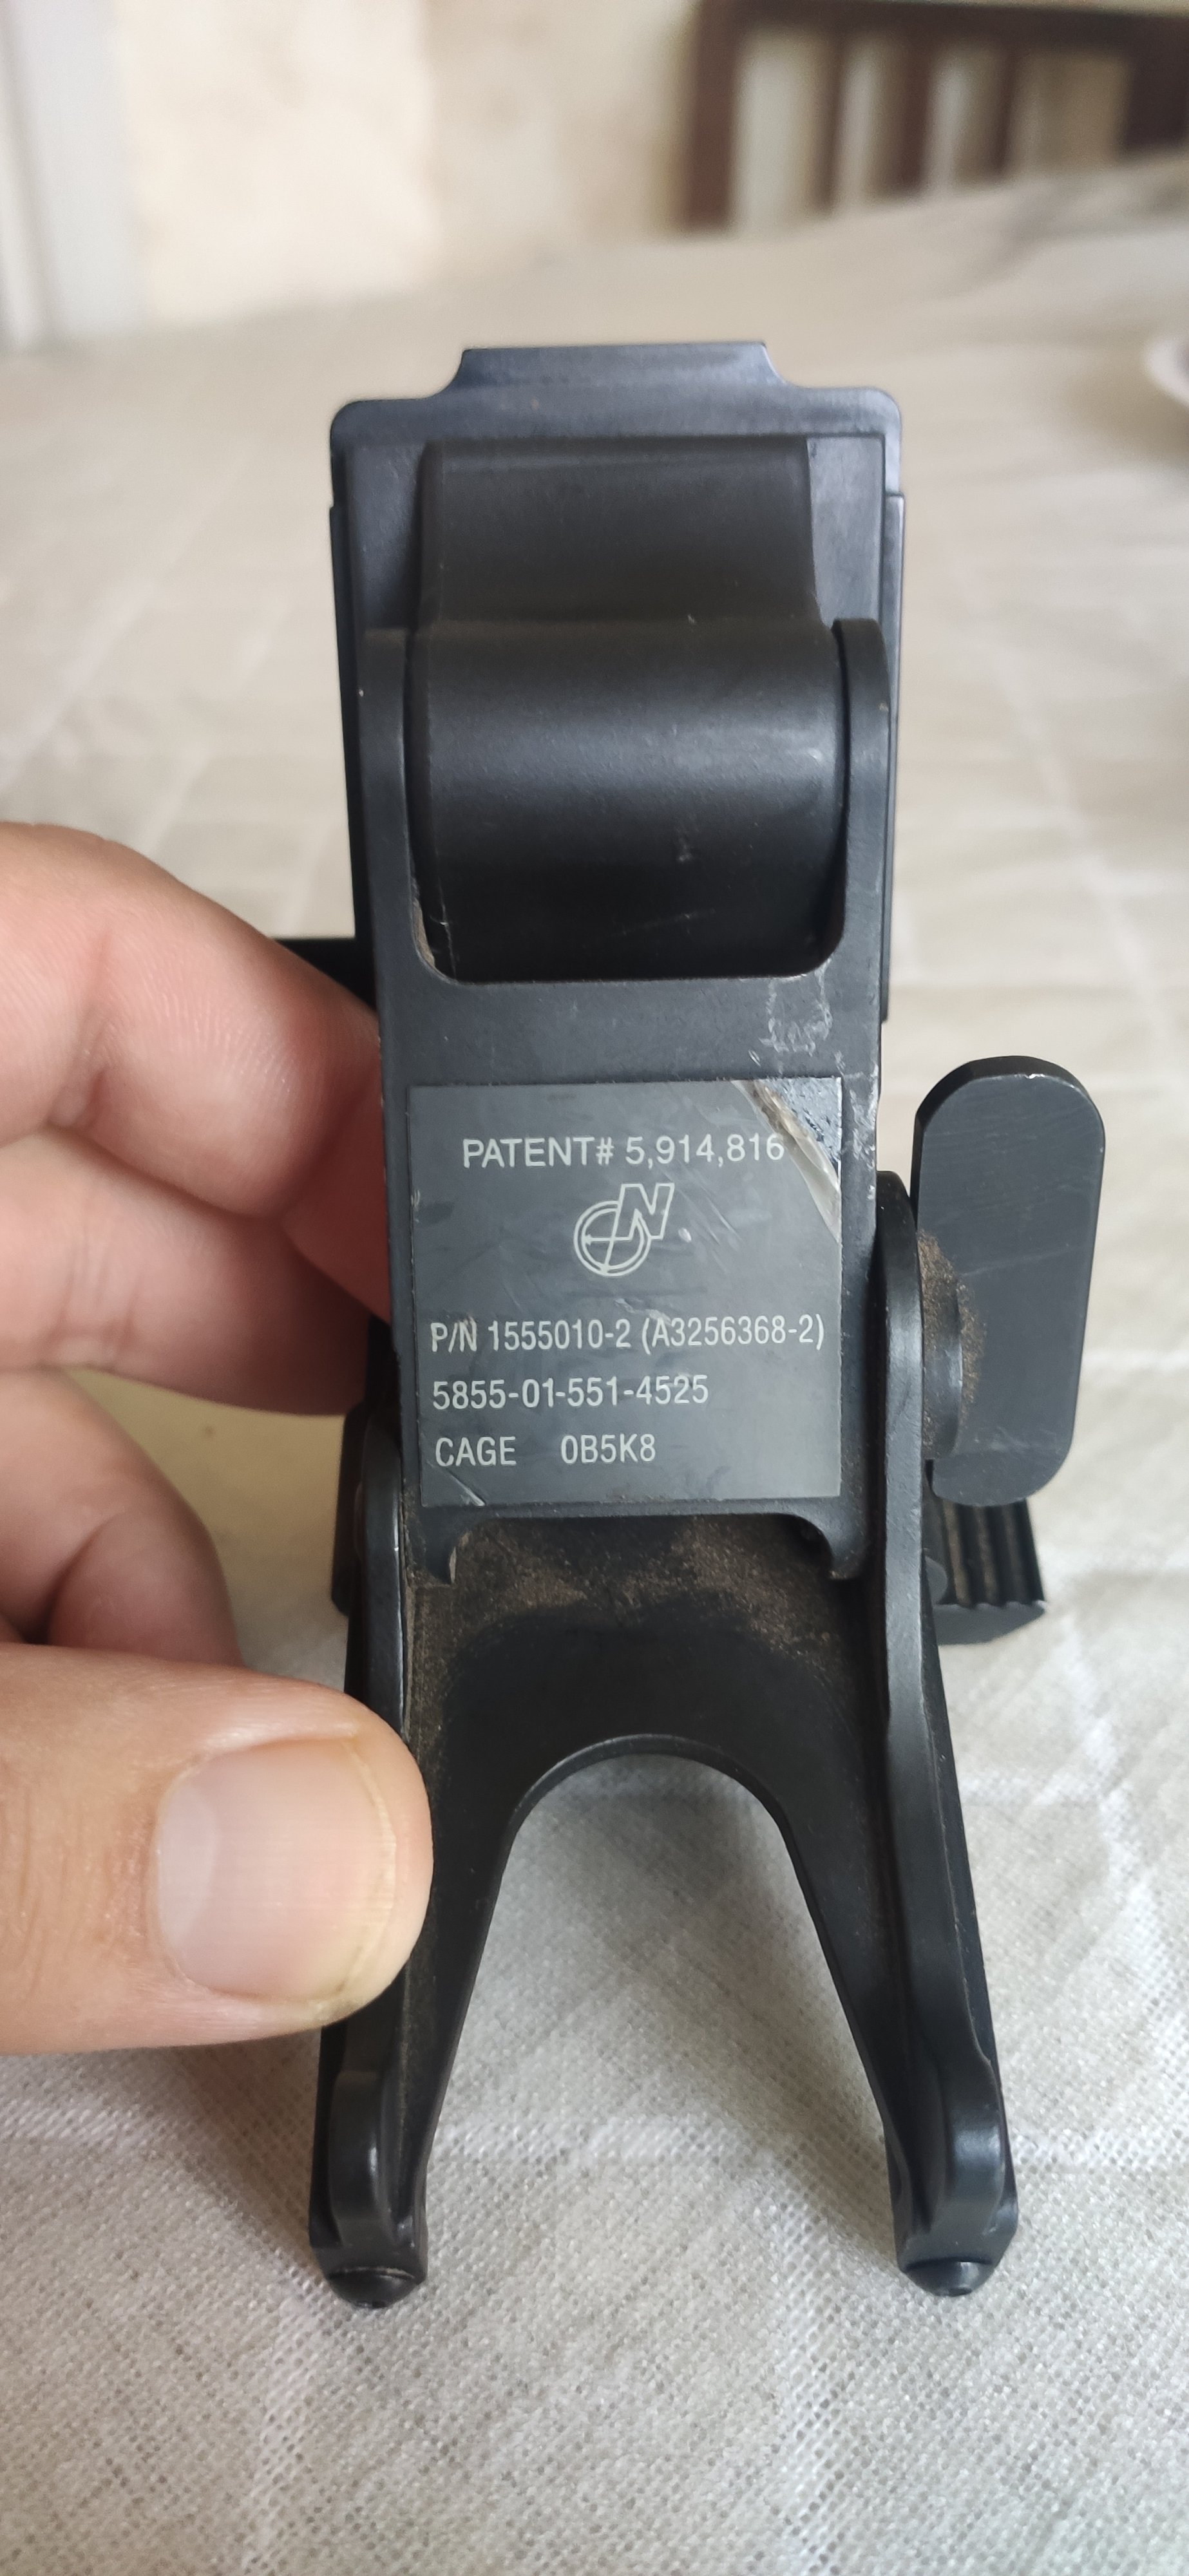 PATENT# 5,914,816
N
P/N 1555010-2 (A3256368-2)
5855-01-551-4525
CAGE 0B5K8